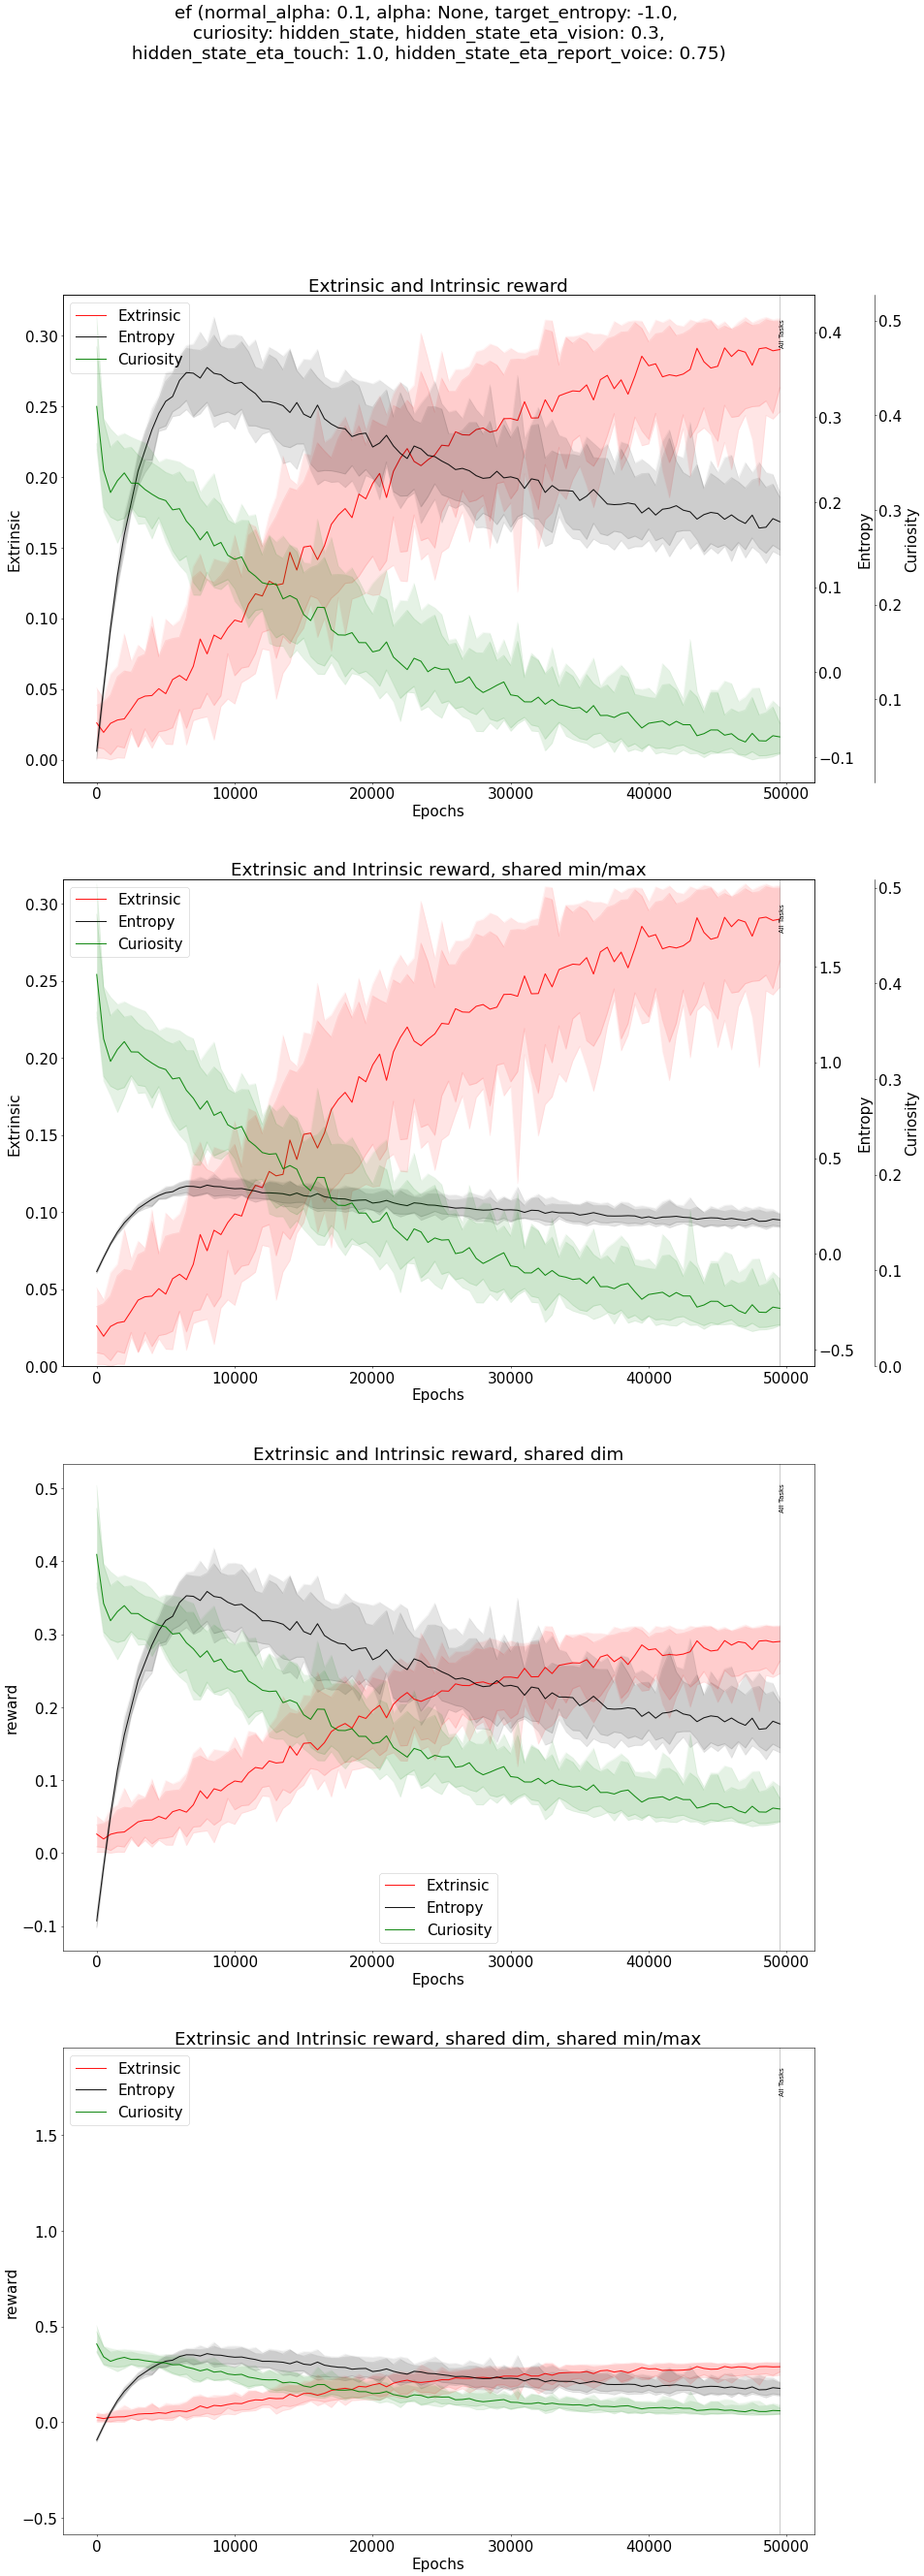 ef (normal_alpha: 0.1, alpha: None, target_entropy: -1.0,
curiosity: hidden_state, hidden_state_eta_vision: 0.3,
hidden_state_eta_touch: 1.0, hidden_state_eta_report_voice: 0.75)
Extrinsic and Intrinsic reward
Extrinsic
Entropy
Curiosity
All Tasks
0.30
0.25
0.20
0.15
0.10
0.05
0.00
Extrinsic
0.4
0.3
0.2
0.1
0.0
−0.1
Entropy
0.5
0.4
0.3
0.2
0.1
Curiosity
0 10000 20000 30000 40000 50000
Epochs
Extrinsic and Intrinsic reward, shared min/max
Extrinsic
Entropy
Curiosity
All Tasks
0.30
0.25
0.20
0.15
0.10
0.05
0.00
Extrinsic
1.5
1.0
0.5
0.0
−0.5
Entropy
0.5
0.4
0.3
0.2
0.1
0.0
Curiosity
0 10000 20000 30000 40000 50000
Epochs
Extrinsic and Intrinsic reward, shared dim
All Tasks
0.5
0.4
0.3
0.2
0.1
0.0
−0.1
reward
Extrinsic
Entropy
Curiosity
0 10000 20000 30000 40000 50000
Epochs
Extrinsic and Intrinsic reward, shared dim, shared min/max
Extrinsic
Entropy
Curiosity
All Tasks
1.5
1.0
0.5
0.0
−0.5
reward
0 10000 20000 30000 40000 50000
Epochs